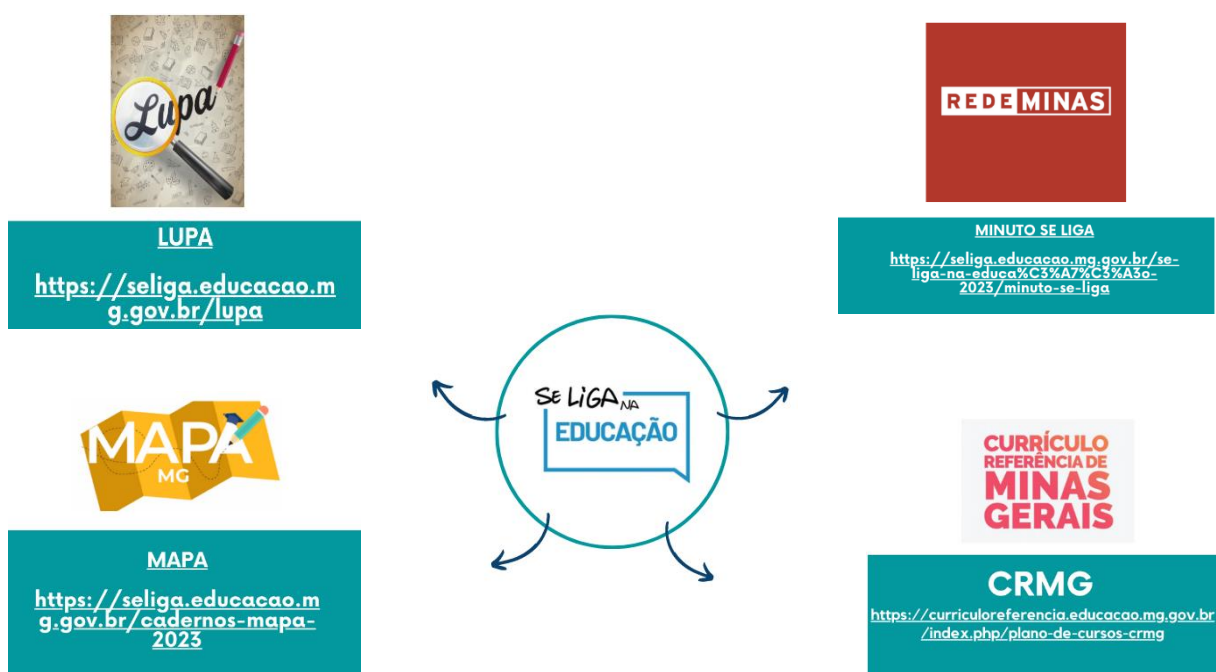 Lupa
LUPA
https://seliga.educacao.m
g.gov.br/lupa
REDE MINAS
MINUTO SE LIGA
https://seliga.educacao.mg.gov.br/se-
liga-na-educa%C3%A7%C3%A3o-
2023/minuto-se-liga
SE LIGA NA
EDUCAÇÃO
MAPA
MG
MAPA
https://seliga.educacao.m
g.gov.br/cadernos-mapa-
2023
CURRÍCULO
REFERÊNCIA DE
MINAS
GERAIS
CRMG
https://curriculoreferencia.educacao.mg.gov.br
/index.php/plano-de-cursos-crmg